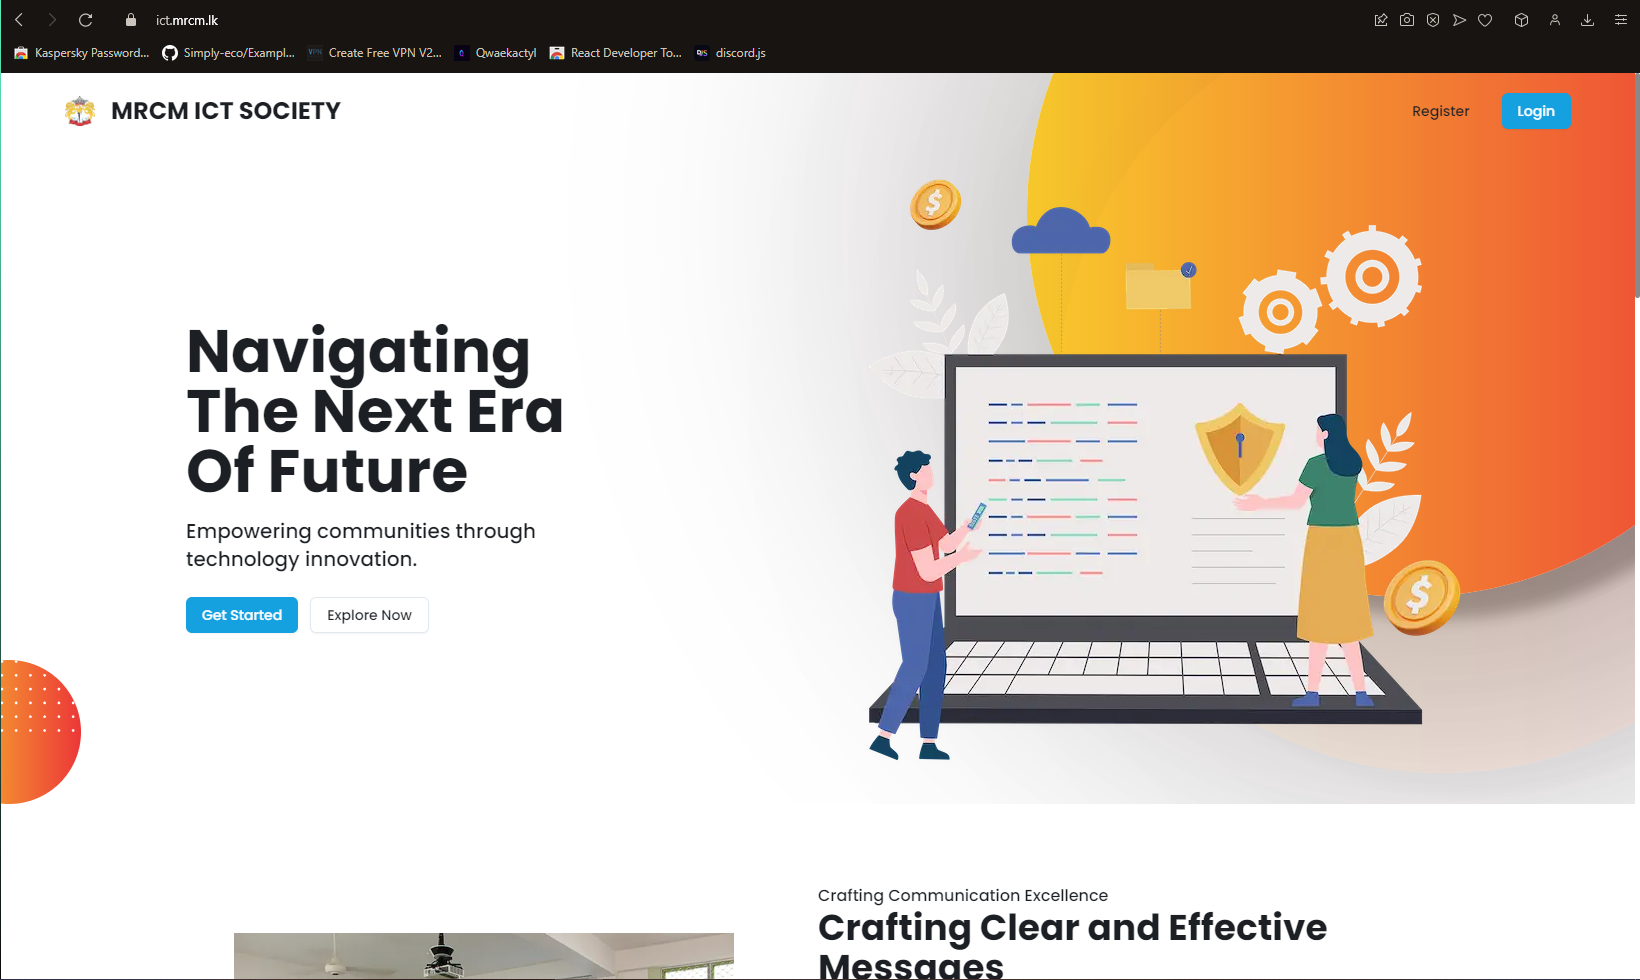 ict.mrcm.lk
Kaspersky Password... Simply-eco/Exampl... VPN Create Free VPN V2... Qwaekactyl React Developer To... DJS discord.js
MRCM ICT SOCIETY
Register Login
Navigating
The Next Era
Of Future
Empowering communities through
technology innovation.
Get Started Explore Now
Crafting Communication Excellence
Crafting Clear and Effective
Messages